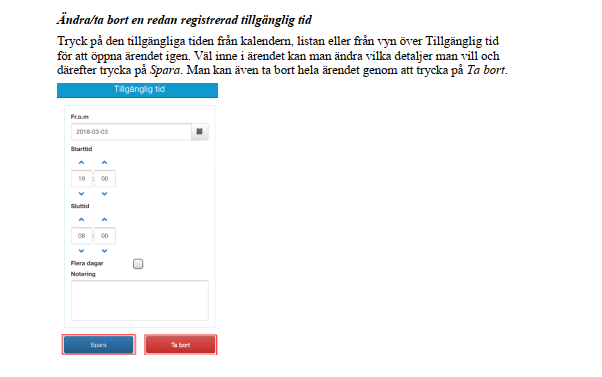 Ändra/ta bort en redan registrerad tillgänglig tid
Tryck på den tillgängliga tiden från kalendern, listan eller från vyn över Tillgänglig tid
för att öppna ärendet igen. Väl inne i ärendet kan man ändra vilka detaljer man vill och
därefter trycka på Spara. Man kan även ta bort hela ärendet genom att trycka på Ta bort.
Tillgänglig tid
Fr.o.m
2018-03-03
Starttid
19 : 00
Sluttid
08 : 00
Flera dagar
Notering
Spara Ta bort